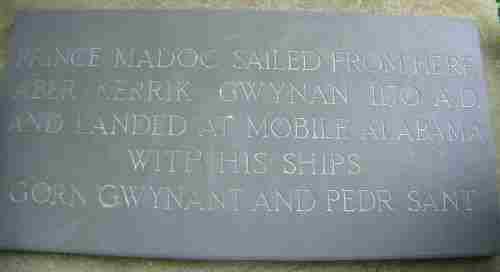 PRINCE MADOC SAILED FROM HERE
ABER KERRIK GWYNAN 1170 A.D.
AND LANDED AT MOBILE, ALABAMA
WITH HIS SHIPS
GORN GWYNANT AND PEDR SANT